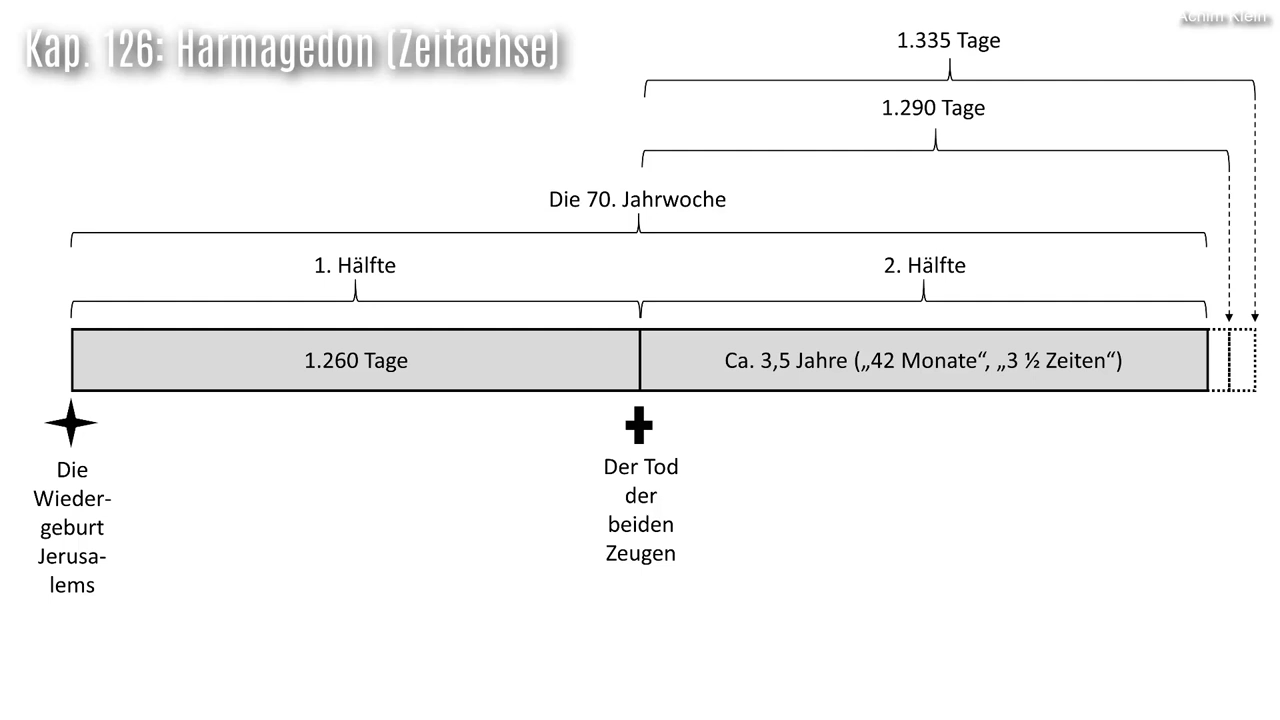 Kap. 126: Harmagedon (Zeitachse)
Achim Klein
1.335 Tage
1.290 Tage
Die 70. Jahrwoche
1. Hälfte
2. Hälfte
1.260 Tage
Ca. 3,5 Jahre („42 Monate“, „3 ½ Zeiten“)
Die
Wieder-
geburt
Jerusa-
lems
Der Tod
der
beiden
Zeugen